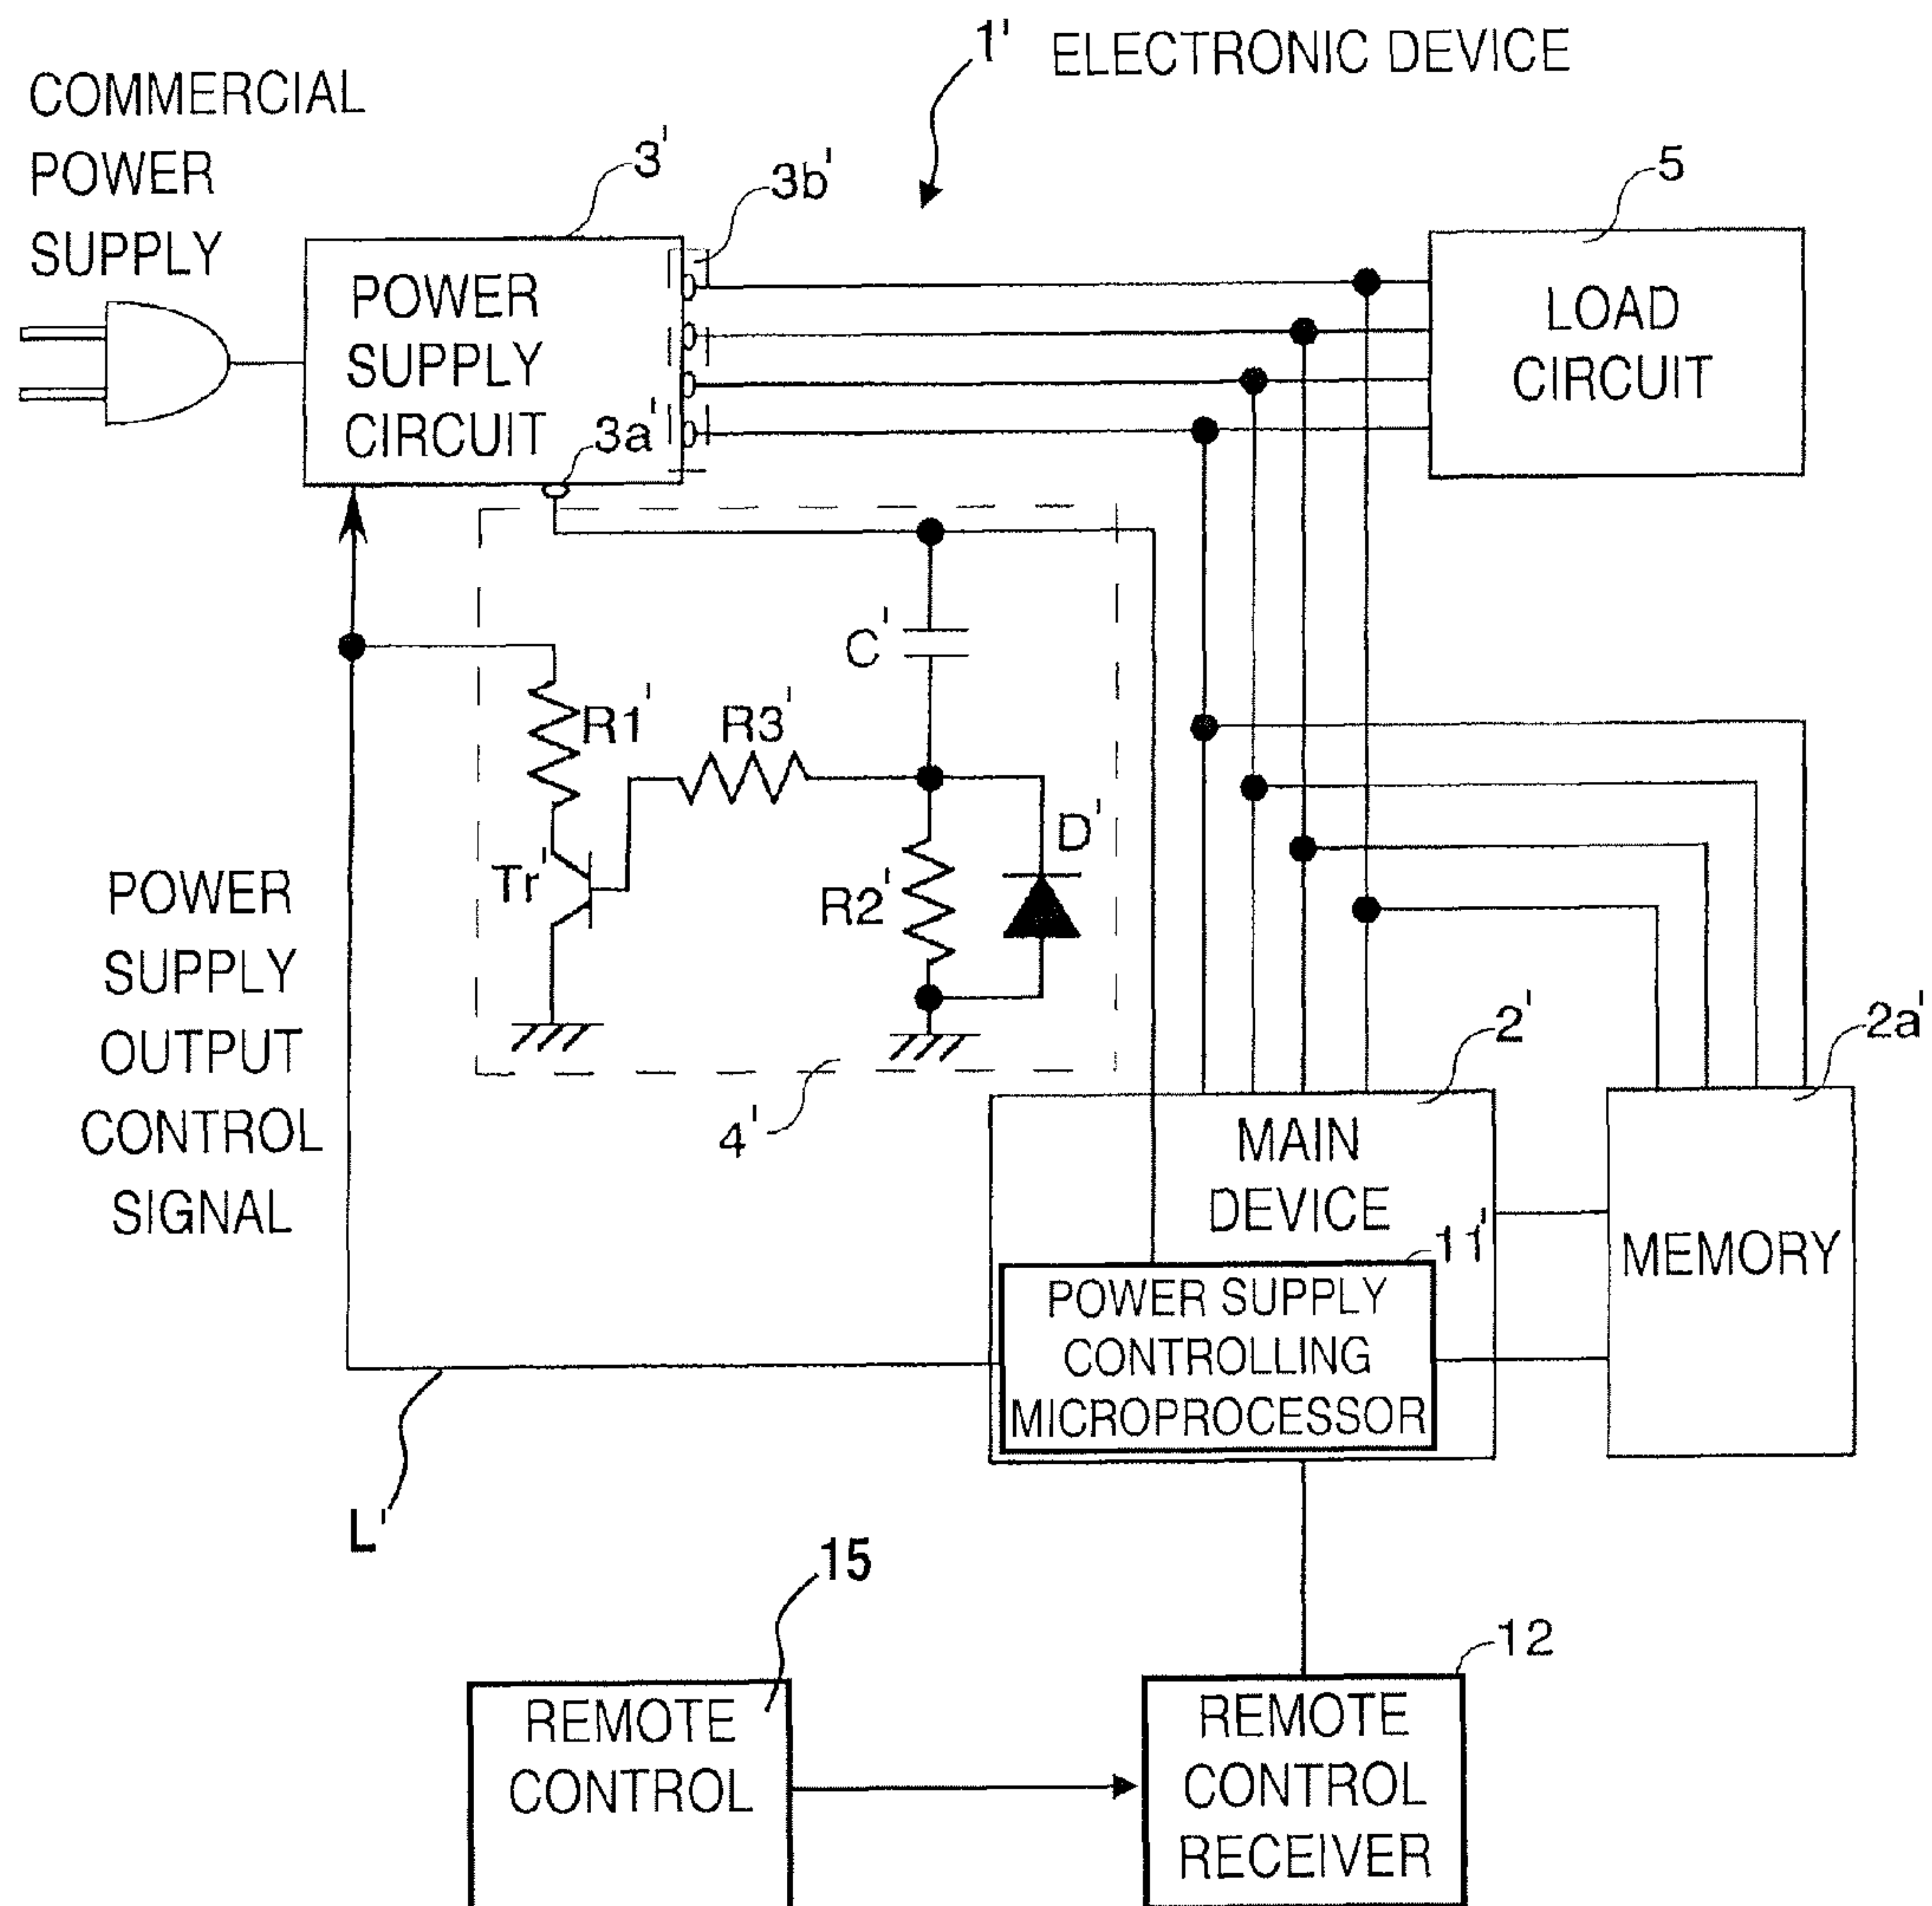 1' ELECTRONIC DEVICE
COMMERCIAL
POWER
SUPPLY
3'
3b'
5
POWER
SUPPLY
CIRCUIT
3a'
LOAD
CIRCUIT
C'
R1'
R3'
Tr'
R2'
D'
POWER
SUPPLY
OUTPUT
CONTROL
SIGNAL
4'
2'
2a'
MAIN
DEVICE
11'
MEMORY
POWER SUPPLY
CONTROLLING
MICROPROCESSOR
L'
15
12
REMOTE
CONTROL
REMOTE
CONTROL
RECEIVER